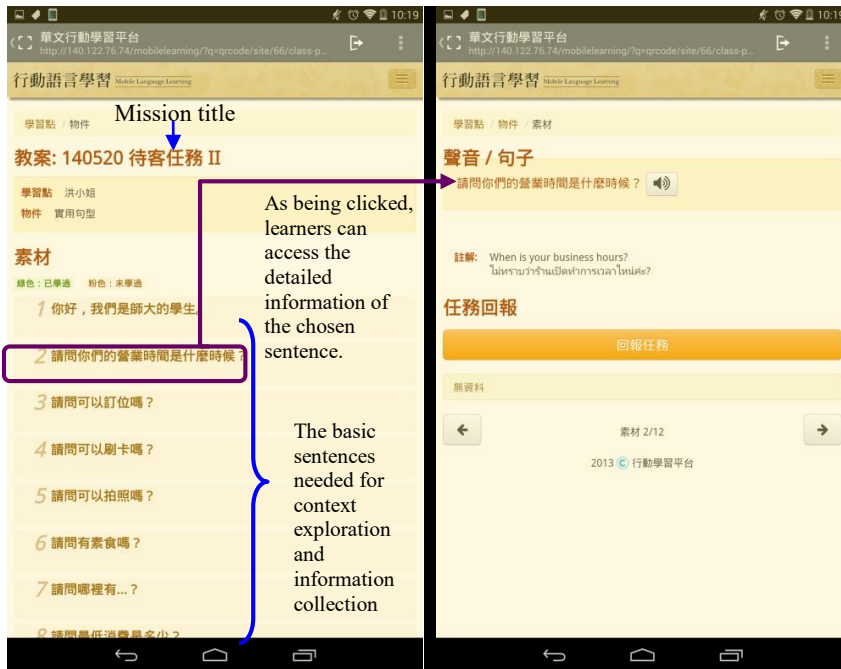 10:19
華文行動學習平台
http://140.122.76.74/mobilelearning/?q=qrcode/site/66/class-p...
行動語言學習 Mobile Language Learning
學習點 / 物件
Mission title
教案: 140520 待客任務 II
學習點 洪小姐
物件 實用句型
素材
綠色：已學過 粉色：未學過
1 你好，我們是師大的學生。
2 請問你們的營業時間是什麼時候？
3 請問可以訂位嗎？
4 請問可以刷卡嗎？
5 請問可以拍照嗎？
6 請問有素食嗎？
7 請問哪裡有...？
8 請問最低消費是多少？
As being clicked,
learners can
access the
detailed
information of
the chosen
sentence.
The basic
sentences
needed for
context
exploration
and
information
collection
10:19
華文行動學習平台
http://140.122.76.74/mobilelearning/?q=qrcode/site/66/class-p...
行動語言學習 Mobile Language Learning
學習點 / 物件 / 素材
聲音 / 句子
請問你們的營業時間是什麼時候？
註解: When is your business hours?
ไม่ทราบว่าร้านเปิดทำการเวลาไหน่ค่ะ?
任務回報
回報任務
無資料
素材 2/12
2013 C 行動學習平台